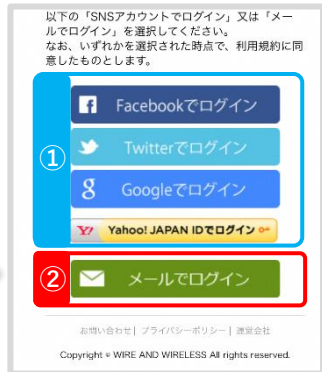 以下の「SNSアカウントでログイン」又は「メー
ルでログイン」を選択してください。
なお、いずれかを選択された時点で、利用規約に同
意したものとします。
①
f Facebookでログイン
Twitterでログイン
g Googleでログイン
Y! Yahoo! JAPAN IDでログイン
②
メールでログイン
お問い合わせ| プライバシーポリシー| 運営会社
Copyright © WIRE AND WIRELESS All rights reserved.